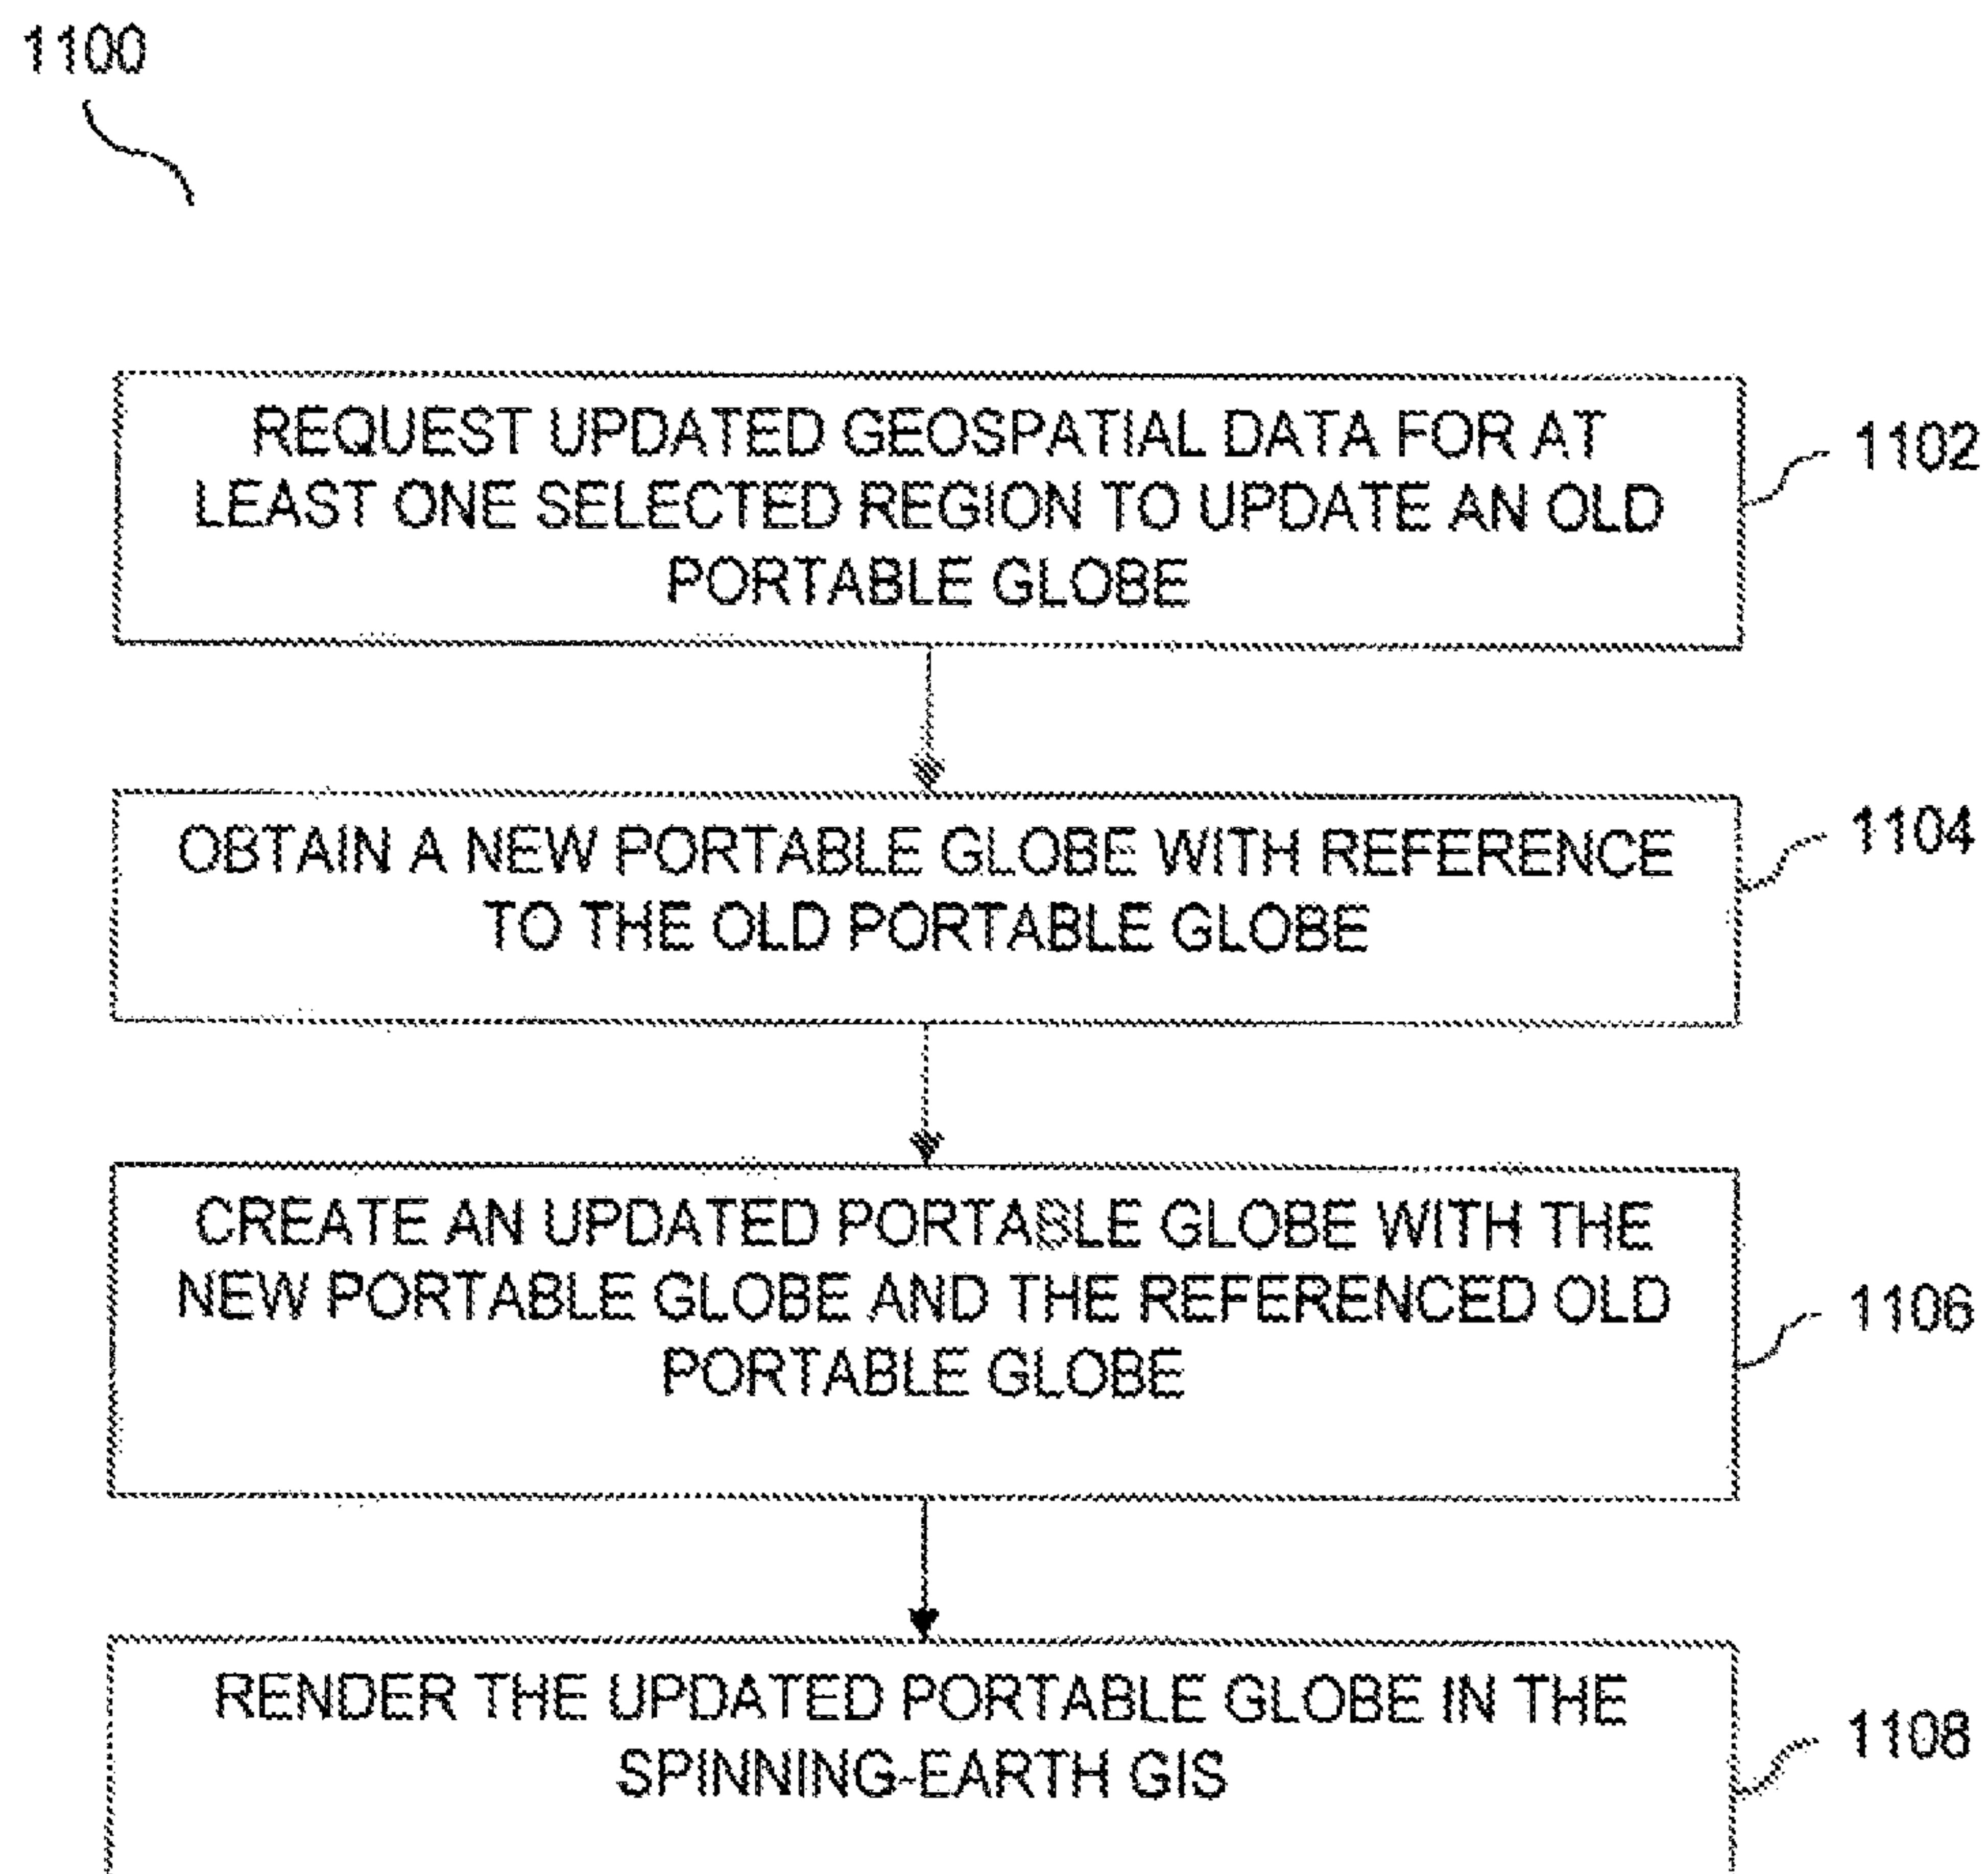 1100
REQUEST UPDATED GEOSPATIAL DATA FOR AT
LEAST ONE SELECTED REGION TO UPDATE AN OLD
PORTABLE GLOBE
1102
OBTAIN A NEW PORTABLE GLOBE WITH REFERENCE
TO THE OLD PORTABLE GLOBE
1104
CREATE AN UPDATED PORTABLE GLOBE WITH THE
NEW PORTABLE GLOBE AND THE REFERENCED OLD
PORTABLE GLOBE
1106
RENDER THE UPDATED PORTABLE GLOBE IN THE
SPINNING-EARTH GIS
1108